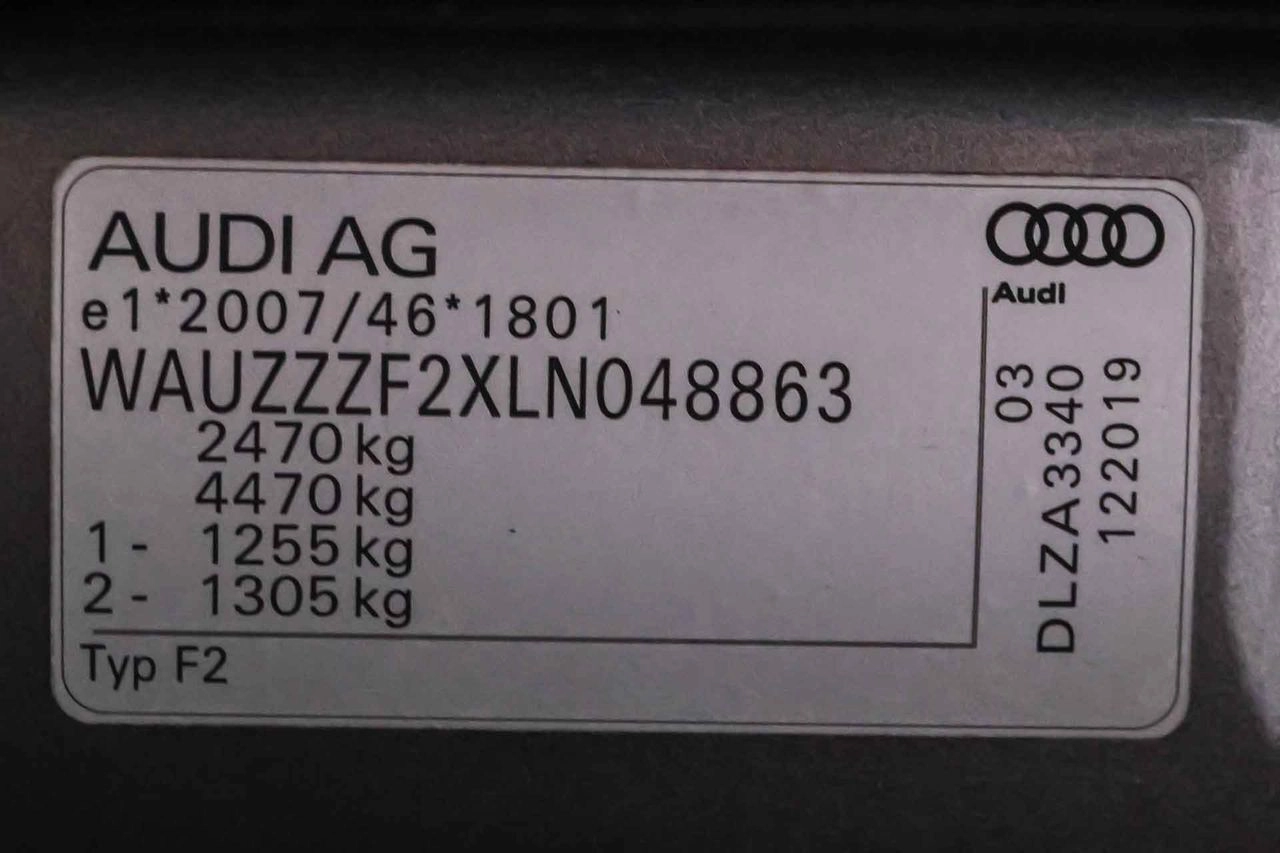 AUDI AG
e1*2007/46*1801
WAUZZZF2XLN048863
2470 kg
4470 kg
1 - 1255 kg
2 - 1305 kg
Typ F2
Audi
03
DLZA3340
122019